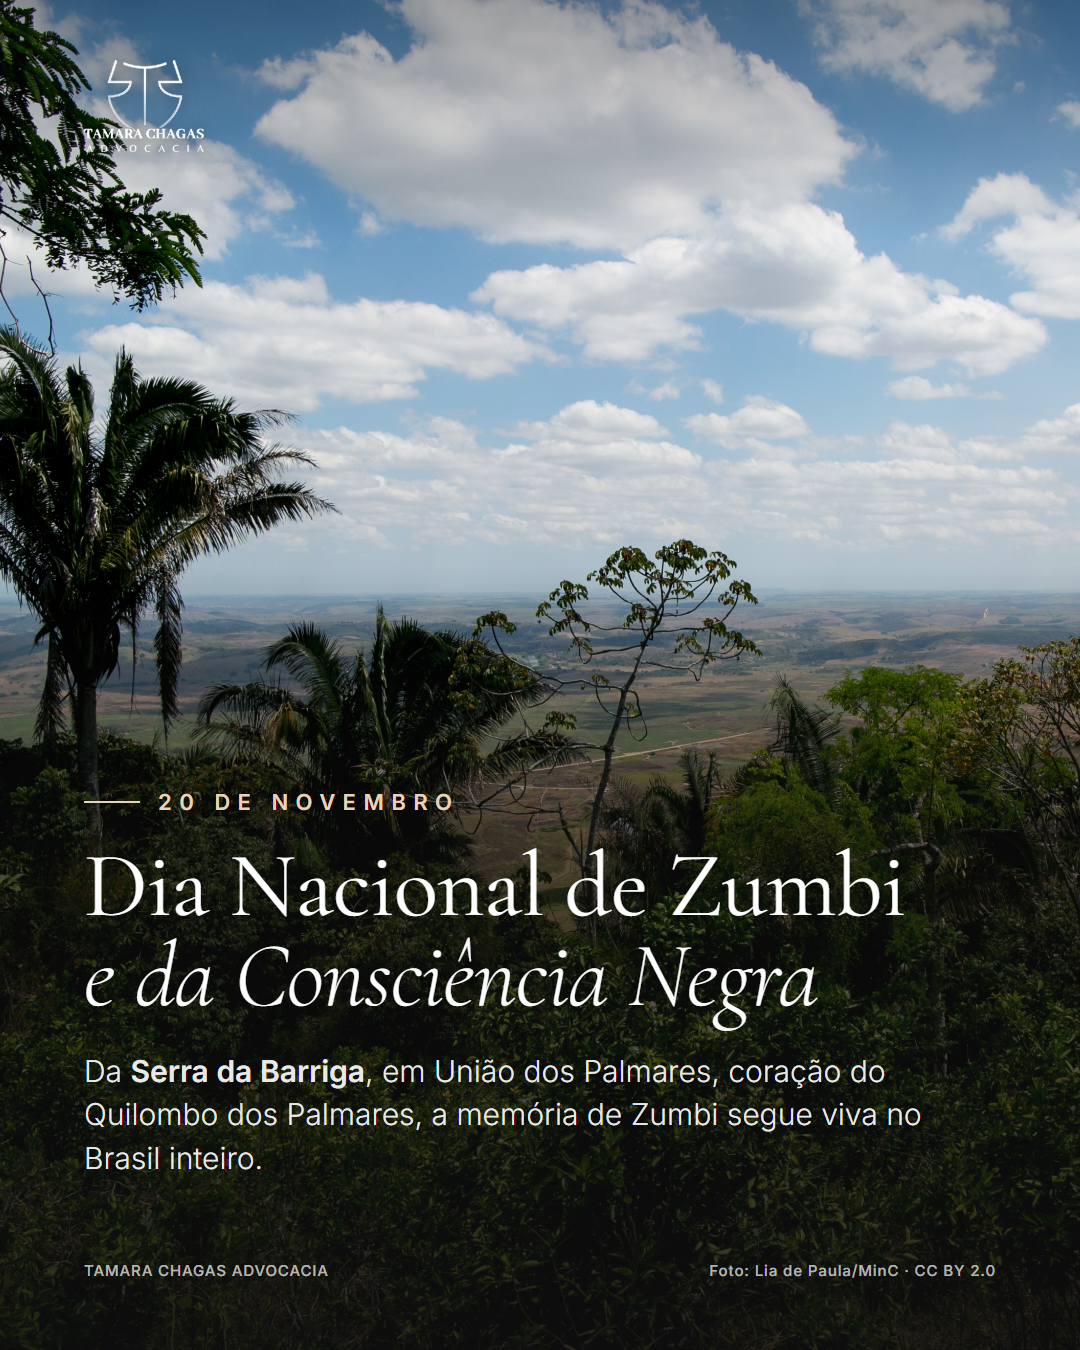 TAMARA CHAGAS
ADVOCACIA
20 DE NOVEMBRO
Dia Nacional de Zumbi
e da Consciência Negra
Da Serra da Barriga, em União dos Palmares, coração do
Quilombo dos Palmares, a memória de Zumbi segue viva no
Brasil inteiro.
TAMARA CHAGAS ADVOCACIA
Foto: Lia de Paula/MinC · CC BY 2.0